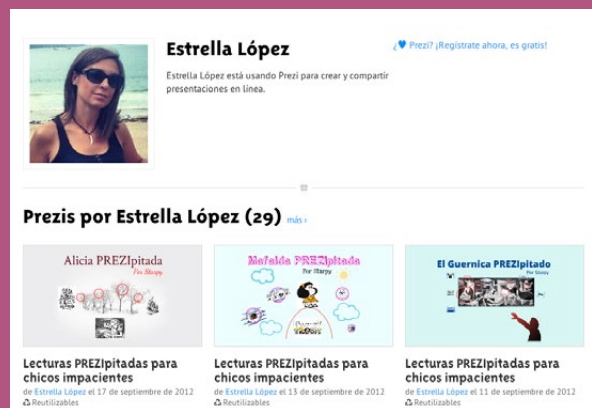 Estrella López
¿♥ Prezi? ¡Regístrate ahora, es gratis!
Estrella López está usando Prezi para crear y compartir
presentaciones en línea.
Prezis por Estrella López (29) más ›
Alicia PREZIpitada
Por Starpy
Mafalda PREZIpitada
Por Starpy
El Guernica PREZIpitado
Por Starpy
Lecturas PREZIpitadas para
chicos impacientes
de Estrella López el 17 de septiembre de 2012
Reutilizables
Lecturas PREZIpitadas para
chicos impacientes
de Estrella López el 13 de septiembre de 2012
Reutilizables
Lecturas PREZIpitadas para
chicos impacientes
de Estrella López el 11 de septiembre de 2012
Reutilizables